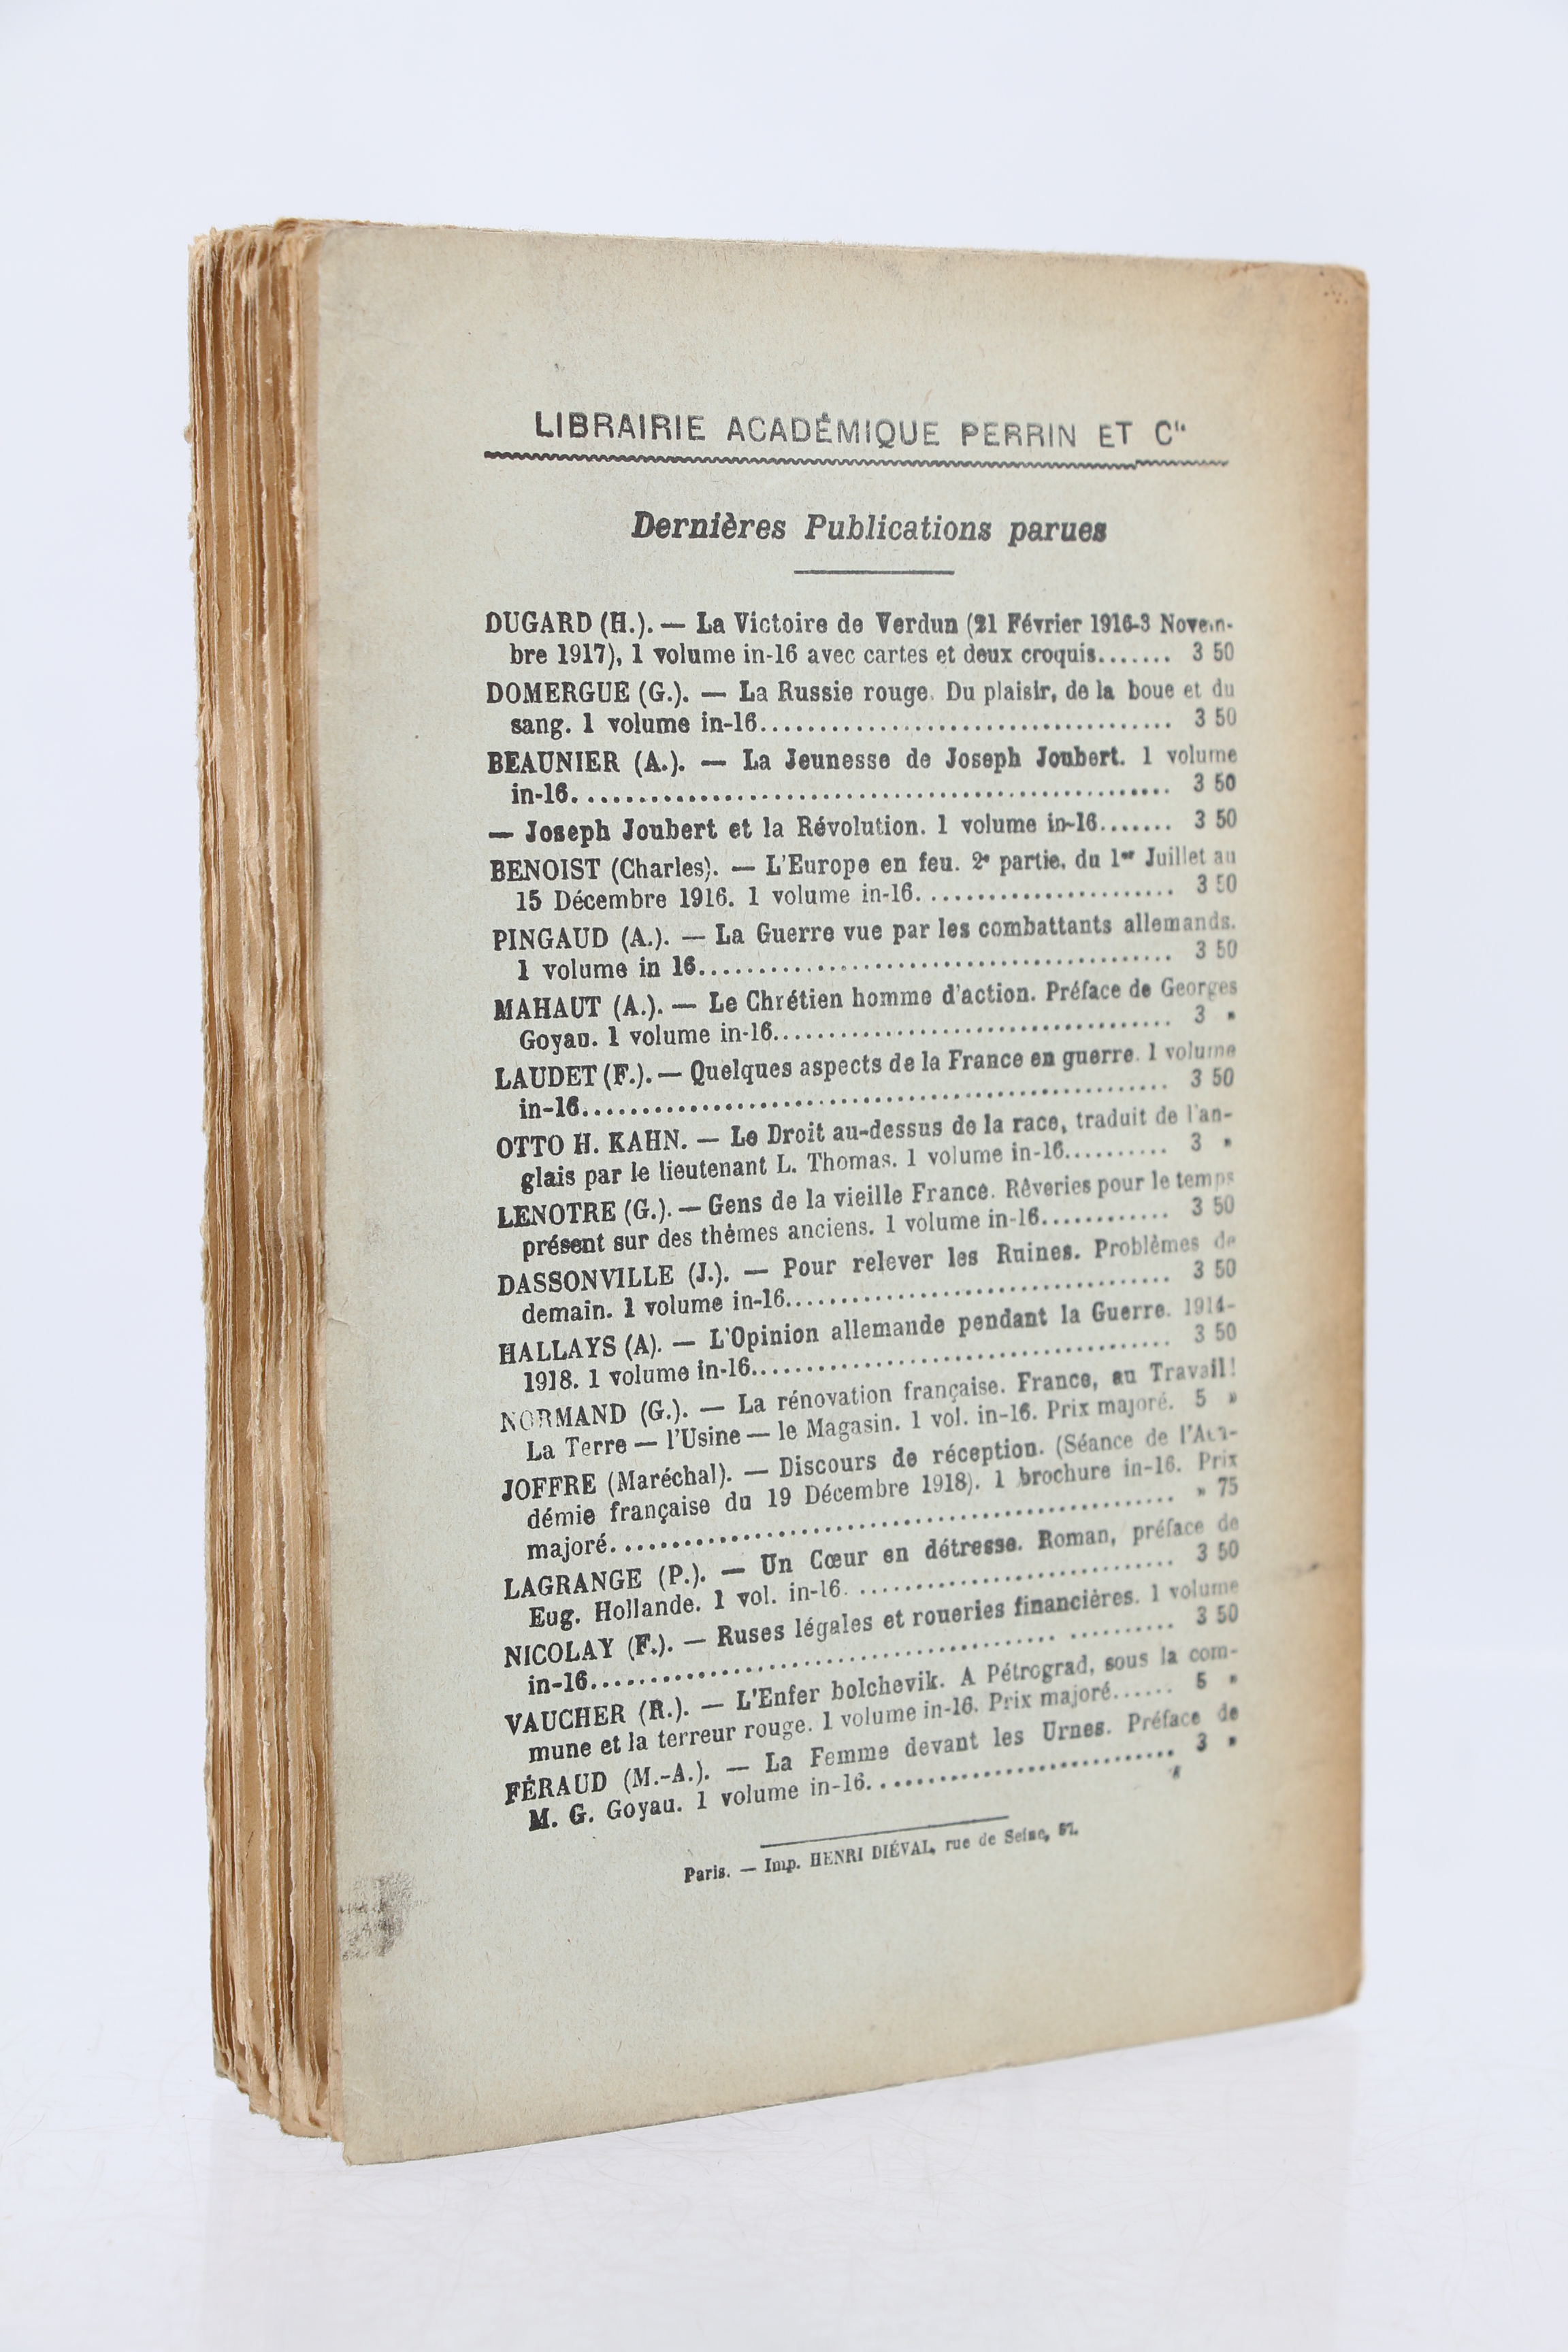 LIBRAIRIE ACADÉMIQUE PERRIN ET Cie
Dernières Publications parues
DUGARD (H.). — La Victoire de Verdun (21 Février 1916-3 Novem-
bre 1917), 1 volume in-16 avec cartes et deux croquis....... 3 50
DOMERGUE (G.). — La Russie rouge. Du plaisir, de la boue et du
sang. 1 volume in-16................................... 3 50
BEAUNIER (A.). — La Jeunesse de Joseph Joubert. 1 volume
in-16. ................................................. 3 50
— Joseph Joubert et la Révolution. 1 volume in-16....... 3 50
BENOIST (Charles). — L'Europe en feu. 2e partie, du 1er Juillet au
15 Décembre 1916. 1 volume in-16. ..................... 3 50
PINGAUD (A.). — La Guerre vue par les combattants allemands.
1 volume in 16........................................ 3 50
MAHAUT (A.). — Le Chrétien homme d'action. Préface de Georges
Goyau. 1 volume in-16.................................. 3 »
LAUDET (F.). — Quelques aspects de la France en guerre. 1 volume
in-16.................................................. 3 50
OTTO H. KAHN. — Le Droit au-dessus de la race, traduit de l'an-
glais par le lieutenant L. Thomas. 1 volume in-16.......... 3 »
LENOTRE (G.). — Gens de la vieille France. Rêveries pour le temps
présent sur des thèmes anciens. 1 volume in-16............ 3 50
DASSONVILLE (J.). — Pour relever les Ruines. Problèmes de
demain. 1 volume in-16................................. 3 50
HALLAYS (A). — L'Opinion allemande pendant la Guerre. 1914-
1918. 1 volume in-16.................................... 3 50
NORMAND (G.). — La rénovation française. France, au Travail!
La Terre — l'Usine — le Magasin. 1 vol. in-16. Prix majoré. 5 »
JOFFRE (Maréchal). — Discours de réception. (Séance de l'Aca-
démie française du 19 Décembre 1918). 1 brochure in-16. Prix
majoré. ............................................... » 75
LAGRANGE (P.). — Un Cœur en détresse. Roman, préface de
Eug. Hollande. 1 vol. in-16. ........................... 3 50
NICOLAY (F.). — Ruses légales et roueries financières. 1 volume
in-16....................................... .......... 3 50
VAUCHER (R.). — L'Enfer bolchevik. A Pétrograd, sous la com-
mune et la terreur rouge. 1 volume in-16. Prix majoré...... 5 »
FÉRAUD (M.-A.). — La Femme devant les Urnes. Préface de
M. G. Goyau. 1 volume in-16. .......................... 3 »
Paris. — Imp. HENRI DIÉVAL, rue de Seine, 57.